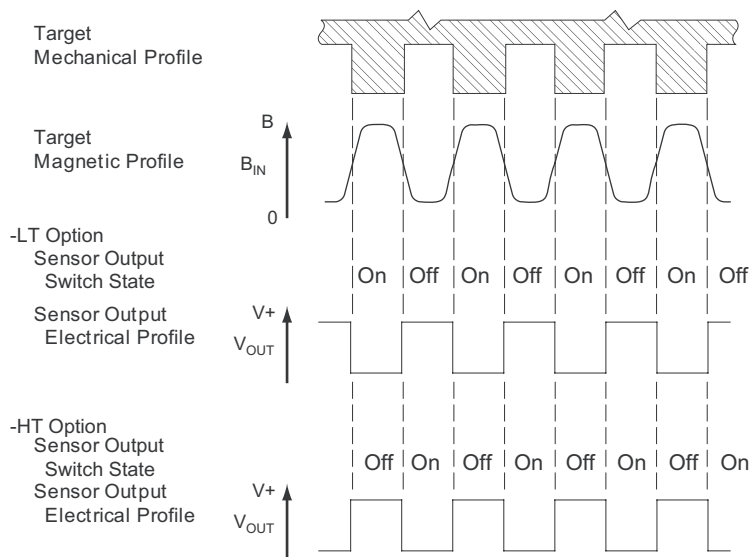 Target
Mechanical Profile
Target
Magnetic Profile
B
B_IN
0
-LT Option
Sensor Output
Switch State
On Off On Off On Off On Off
Sensor Output
Electrical Profile
V+
V_OUT
-HT Option
Sensor Output
Switch State
Off On Off On Off On Off On
Sensor Output
Electrical Profile
V+
V_OUT